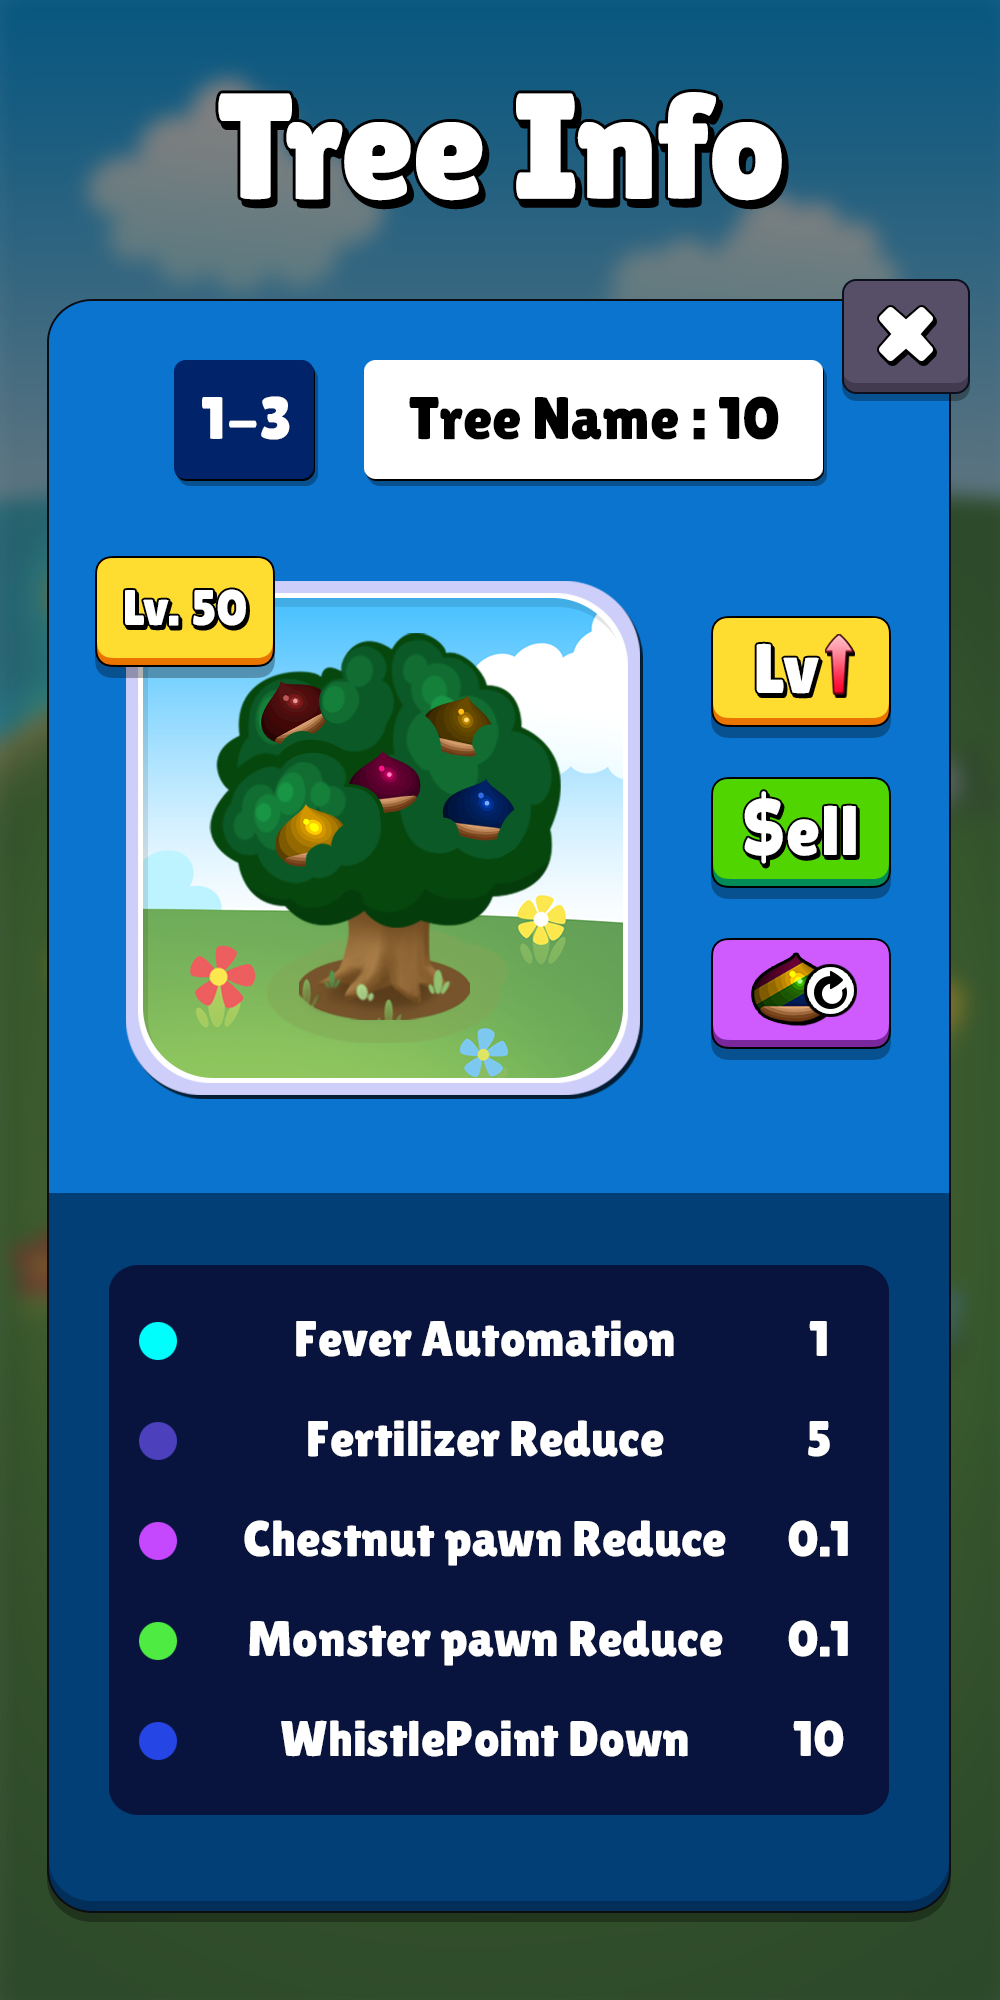 Tree Info
1-3
Tree Name : 10
Lv. 50
Lv
$ell
Fever Automation 1
Fertilizer Reduce 5
Chestnut pawn Reduce 0.1
Monster pawn Reduce 0.1
WhistlePoint Down 10